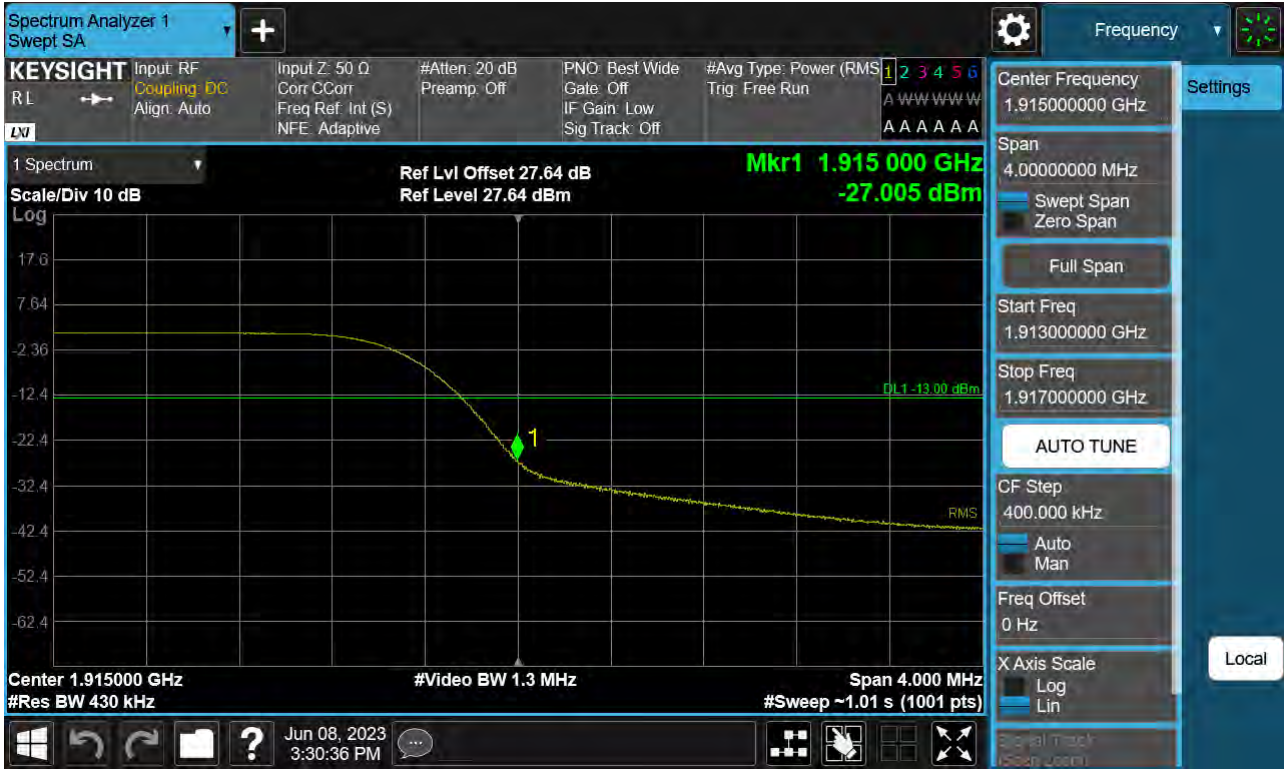 Spectrum Analyzer 1
Swept SA
Frequency
KEYSIGHT
R L
LXI
Input: RF
Coupling: DC
Align: Auto
Input Z: 50 Ω
Corr CCorr
Freq Ref: Int (S)
NFE: Adaptive
#Atten: 20 dB
Preamp: Off
PNO: Best Wide
Gate: Off
IF Gain: Low
Sig Track: Off
#Avg Type: Power (RMS
Trig: Free Run
1 2 3 4 5 6
A W W W W W
A A A A A A
1 Spectrum
Scale/Div 10 dB
Log
Ref Lvl Offset 27.64 dB
Ref Level 27.64 dBm
Mkr1 1.915 000 GHz
-27.005 dBm
17.6
7.64
-2.36
-12.4
-22.4
-32.4
-42.4
-52.4
-62.4
DL1 -13.00 dBm
1
RMS
Center 1.915000 GHz
#Video BW 1.3 MHz
Span 4.000 MHz
#Res BW 430 kHz
#Sweep ~1.01 s (1001 pts)
Center Frequency
1.915000000 GHz
Settings
Span
4.00000000 MHz
Swept Span
Zero Span
Full Span
Start Freq
1.913000000 GHz
Stop Freq
1.917000000 GHz
AUTO TUNE
CF Step
400.000 kHz
Auto
Man
Freq Offset
0 Hz
X Axis Scale
Log
Lin
Local
Signal Track
(Span Zoom)
?
Jun 08, 2023
3:30:36 PM